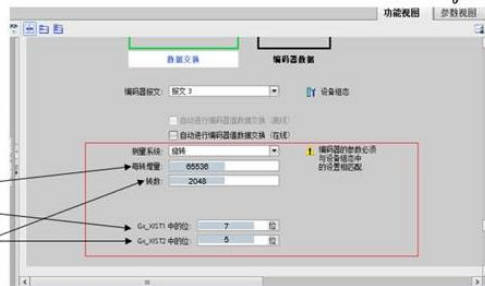 功能视图 参数视图
数据交换 编码器数据
编码器报文: 报文 3 设备组态
自动进行编码器值数据交换 (离线)
自动进行编码器值数据交换 (在线)
测量系统: 旋转 编码器的参数必须
与设备组态中
的设置相匹配
每转增量: 65536
转数: 2048
Gx_XIST1 中的位: 7 位
Gx_XIST2 中的位: 5 位